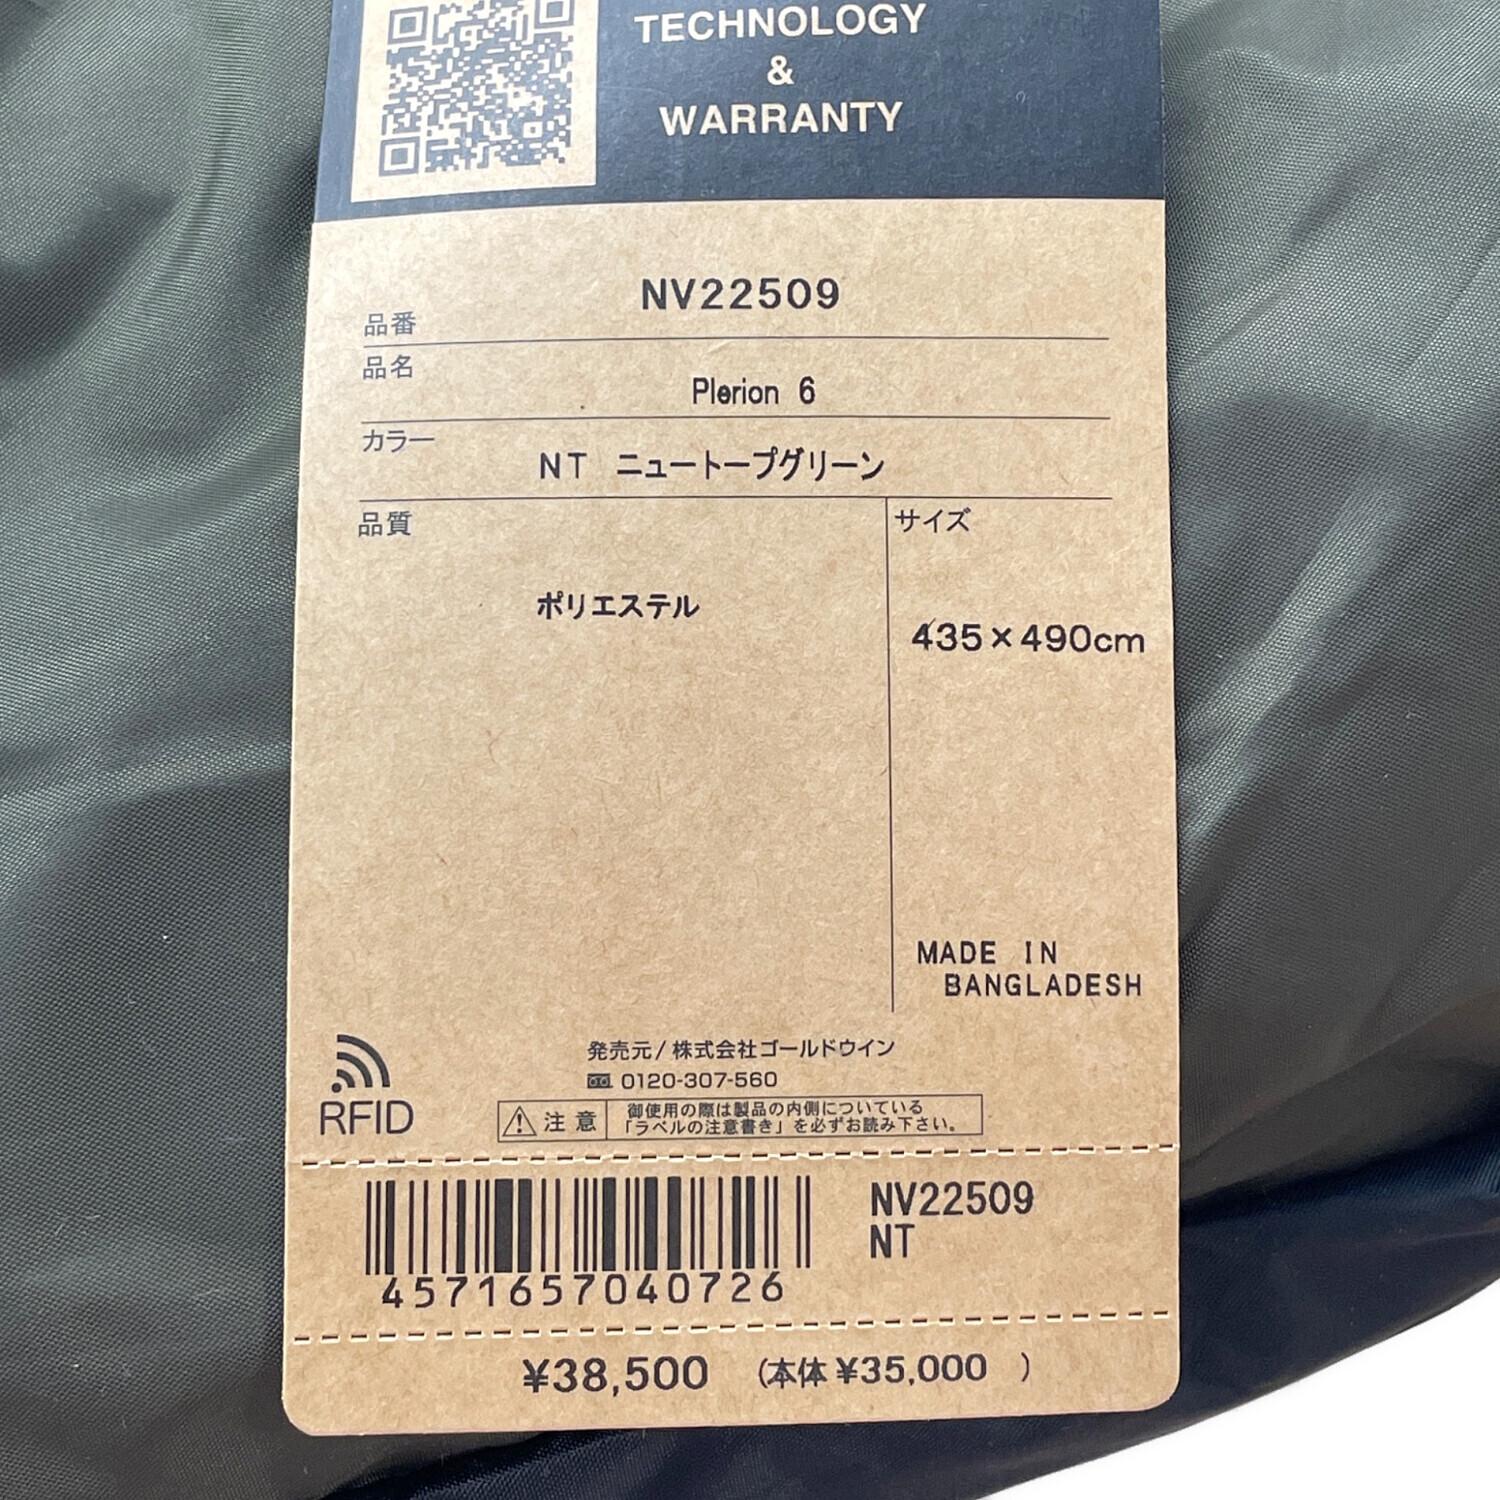 TECHNOLOGY
&
WARRANTY
品番 NV22509
品名 Plerion 6
カラー NT ニュートープグリーン
品質 ポリエステル
サイズ 435×490cm
MADE IN
BANGLADESH
RFID
発売元/株式会社ゴールドウイン
0120-307-560
注意
御使用の際は製品の内側についている
「ラベルの注意書き」を必ずお読み下さい。
4571657040726
NV22509
NT
¥38,500 (本体 ¥35,000 )